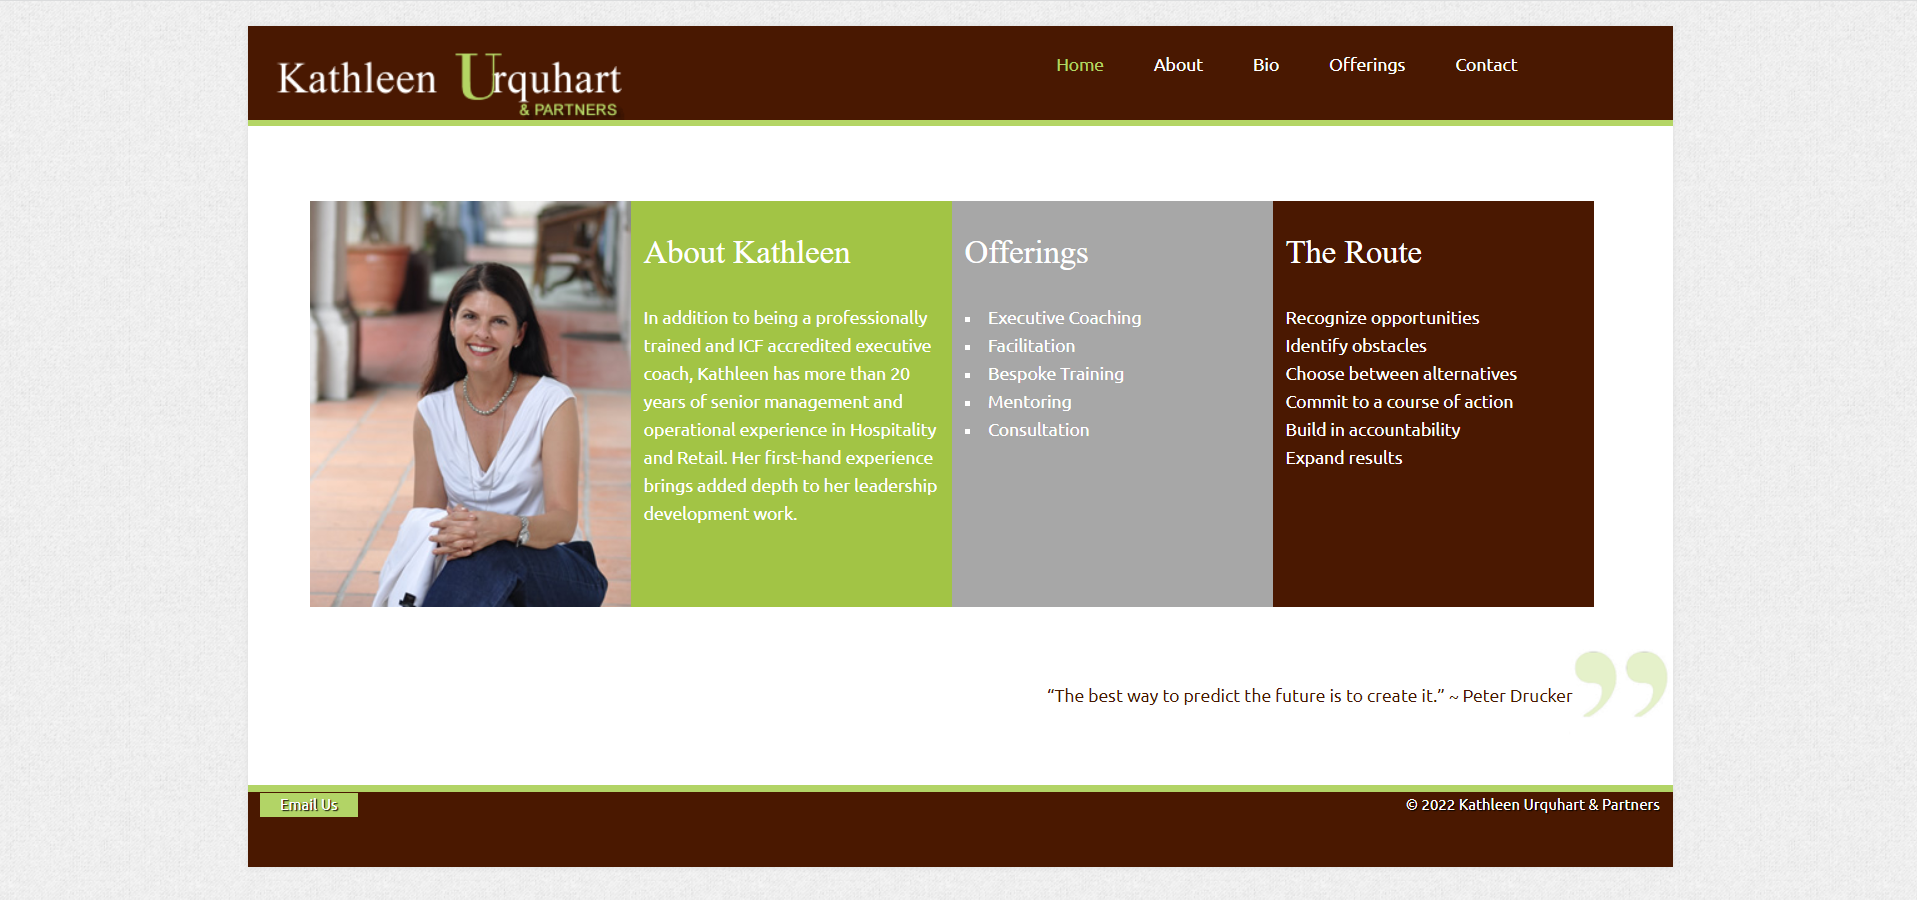 Kathleen Urquhart
& PARTNERS
Home
About
Bio
Offerings
Contact
About Kathleen
In addition to being a professionally
trained and ICF accredited executive
coach, Kathleen has more than 20
years of senior management and
operational experience in Hospitality
and Retail. Her first-hand experience
brings added depth to her leadership
development work.
Offerings
Executive Coaching
Facilitation
Bespoke Training
Mentoring
Consultation
The Route
Recognize opportunities
Identify obstacles
Choose between alternatives
Commit to a course of action
Build in accountability
Expand results
“The best way to predict the future is to create it.” ~ Peter Drucker
Email Us
© 2022 Kathleen Urquhart & Partners